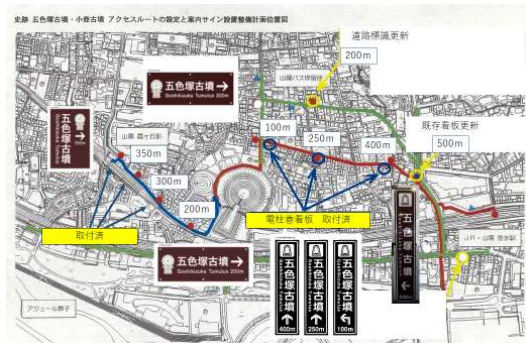 史跡 五色塚古墳・小壺古墳 アクセスルートの設定と案内サイン設置整備計画位置図
道路標識更新
200m
山陽バス停留所
五色塚古墳→
Goshikizuka Tumulus 300m
既存看板更新
500m
五色塚古墳→
Goshikizuka Tumulus
山陽 霞ヶ丘駅
350m
300m
200m
100m
250m
400m
取付済
電柱巻看板 取付済
五色塚古墳→
Goshikizuka Tumulus 200m
五色塚古墳↑
400m
五色塚古墳↑
250m
五色塚古墳↑
100m
五色塚古墳↑
JR・山陽 垂水駅
アジュール舞子